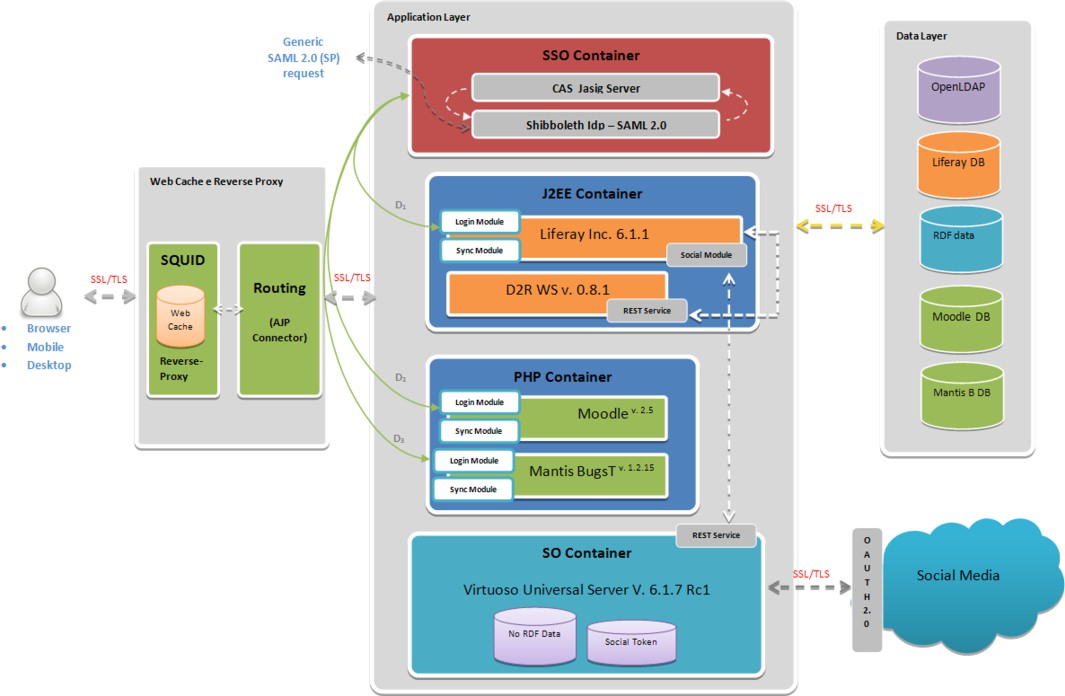 Application Layer
Generic
SAML 2.0 (SP)
request
SSO Container
CAS Jasig Server
Shibboleth Idp – SAML 2.0
Data Layer
OpenLDAP
Liferay DB
RDF data
Moodle DB
Mantis B DB
Web Cache e Reverse Proxy
SQUID
Web
Cache
Reverse-
Proxy
Routing
(AJP
Connector)
SSL/TLS
• Browser
• Mobile
• Desktop
SSL/TLS
D₁
D₂
D₃
J2EE Container
Login Module
Sync Module
Liferay Inc. 6.1.1
Social Module
D2R WS v. 0.8.1
REST Service
SSL/TLS
PHP Container
Login Module
Sync Module
Moodle v. 2.5
Login Module
Sync Module
Mantis BugsT v. 1.2.15
REST Service
SO Container
Virtuoso Universal Server V. 6.1.7 Rc1
No RDF Data
Social Token
SSL/TLS
O
A
U
T
H
2.
0
Social Media